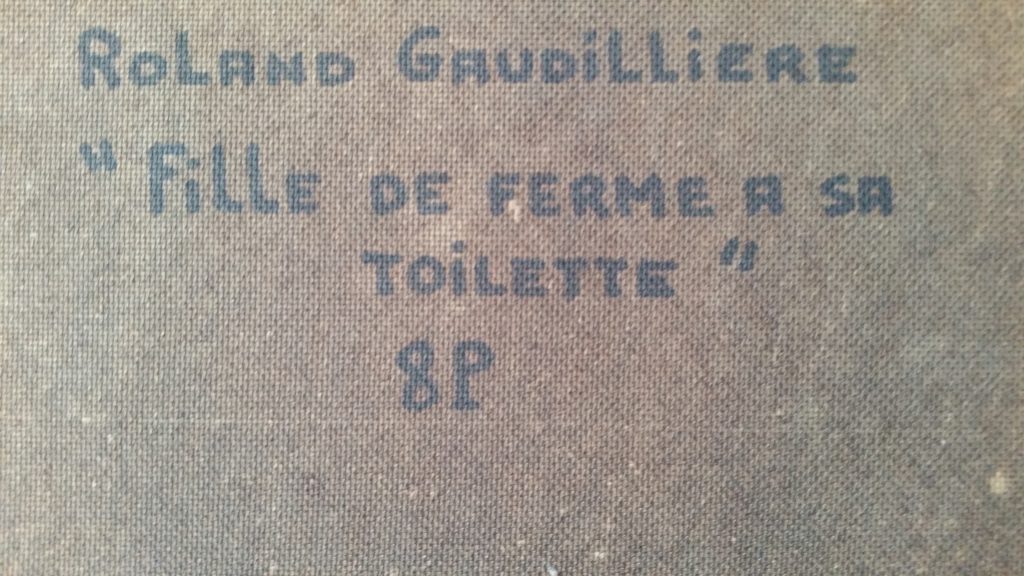 ROLAND GAUDiLLiERE
" FiLLE DE FERME A SA
TOiLETTE "
8P